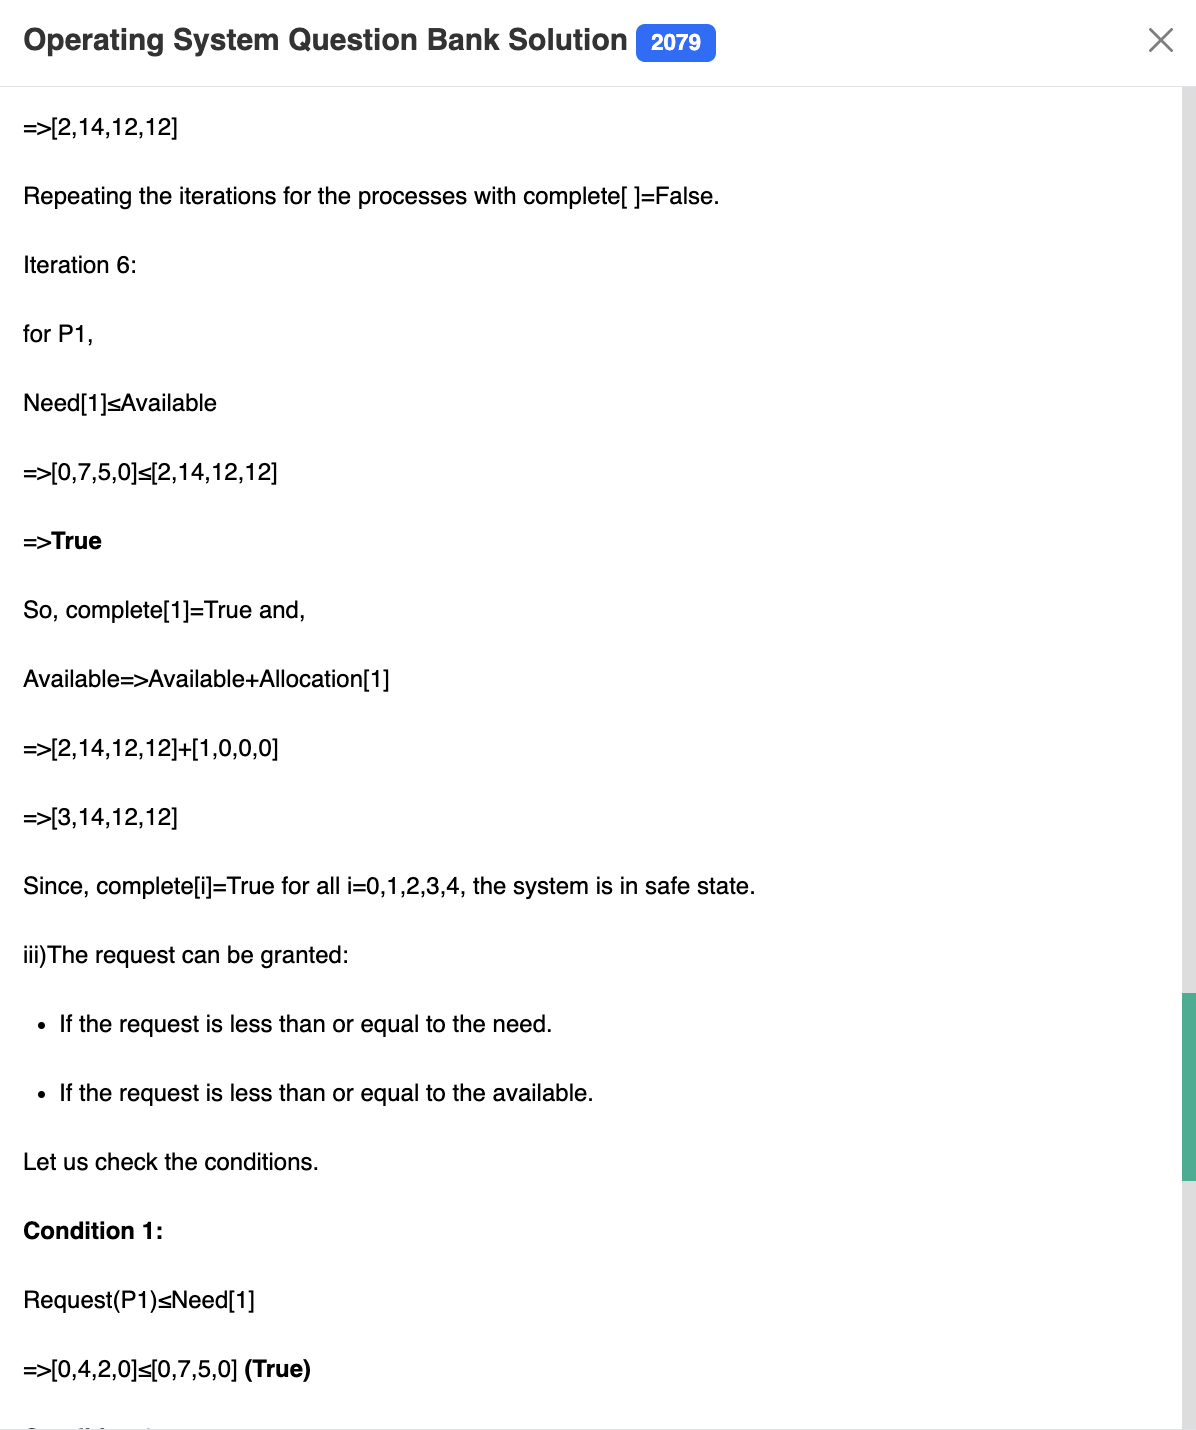 Operating System Question Bank Solution 2079
=>[2,14,12,12]
Repeating the iterations for the processes with complete[ ]=False.
Iteration 6:
for P1,
Need[1]≤Available
=>[0,7,5,0]≤[2,14,12,12]
=>True
So, complete[1]=True and,
Available=>Available+Allocation[1]
=>[2,14,12,12]+[1,0,0,0]
=>[3,14,12,12]
Since, complete[i]=True for all i=0,1,2,3,4, the system is in safe state.
iii)The request can be granted:
• If the request is less than or equal to the need.
• If the request is less than or equal to the available.
Let us check the conditions.
Condition 1:
Request(P1)≤Need[1]
=>[0,4,2,0]≤[0,7,5,0] (True)